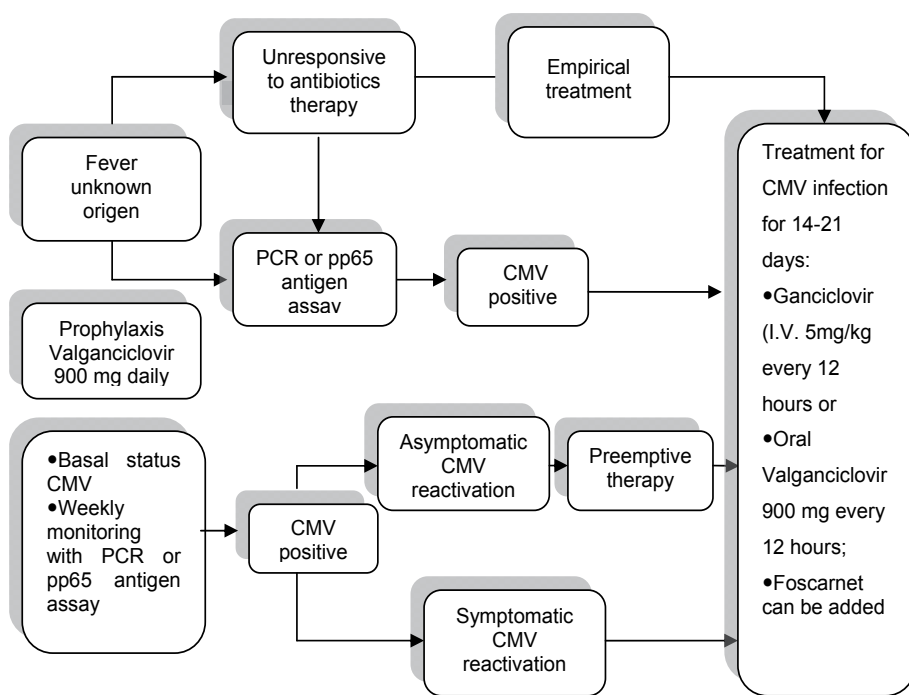 Unresponsive
to antibiotics
therapy
Empirical
treatment
Fever
unknown
origen
PCR or pp65
antigen
assav
CMV
positive
Prophylaxis
Valganciclovir
900 mg daily
●Basal status
CMV
●Weekly
monitoring
with PCR or
pp65 antigen
assay
CMV
positive
Asymptomatic
CMV
reactivation
Preemptive
therapy
Symptomatic
CMV
reactivation
Treatment for
CMV infection
for 14-21
days:
●Ganciclovir
(I.V. 5mg/kg
every 12
hours or
●Oral
Valganciclovir
900 mg every
12 hours;
●Foscarnet
can be added